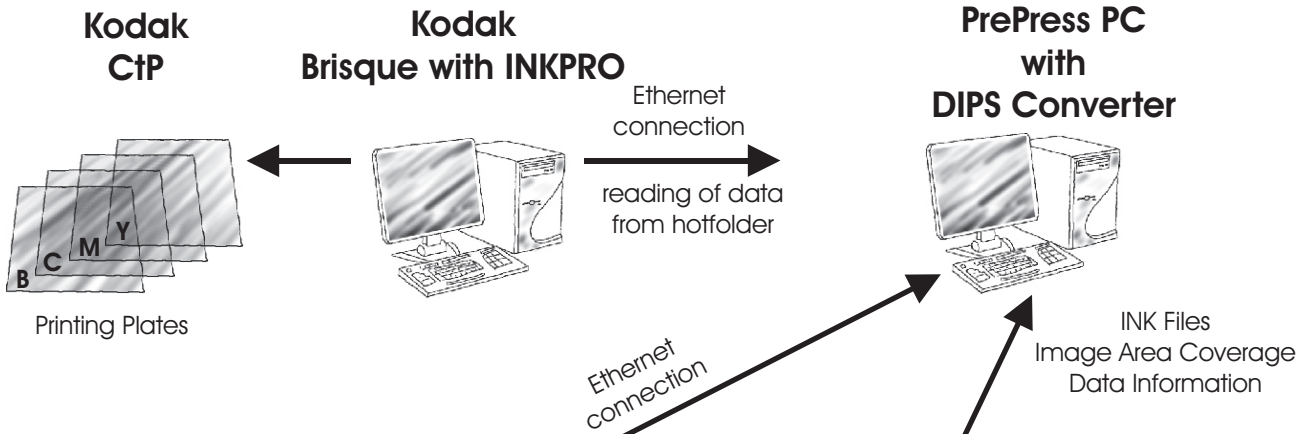 Kodak
CtP
Kodak
Brisque with INKPRO
PrePress PC
with
DIPS Converter
Ethernet
connection
reading of data
from hotfolder
B
C
M
Y
Printing Plates
Ethernet
connection
INK Files
Image Area Coverage
Data Information